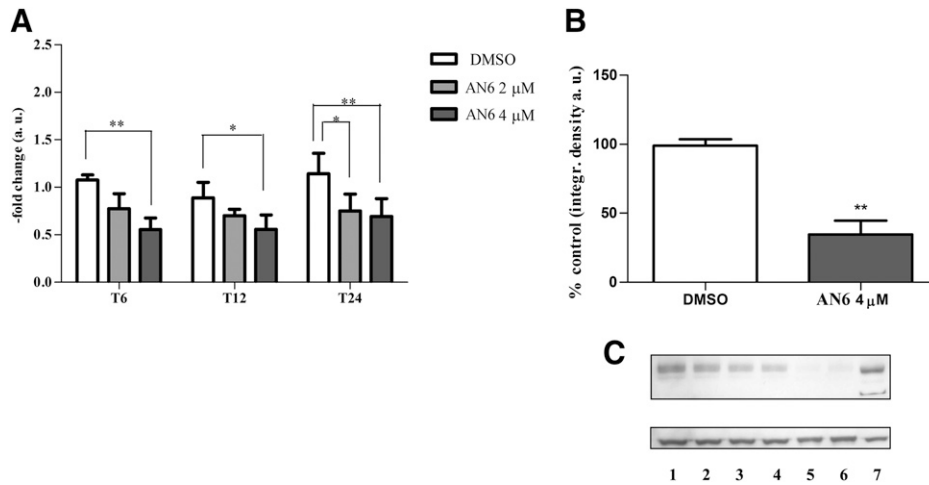 A
2.5
2.0
1.5
1.0
0.5
0.0
-fold change (a. u.)
**
*
**
*
T6
T12
T24
DMSO
AN6 2 μM
AN6 4 μM
B
150
100
50
0
% control (integr. density a. u.)
**
DMSO
AN6 4 μM
C
1 2 3 4 5 6 7